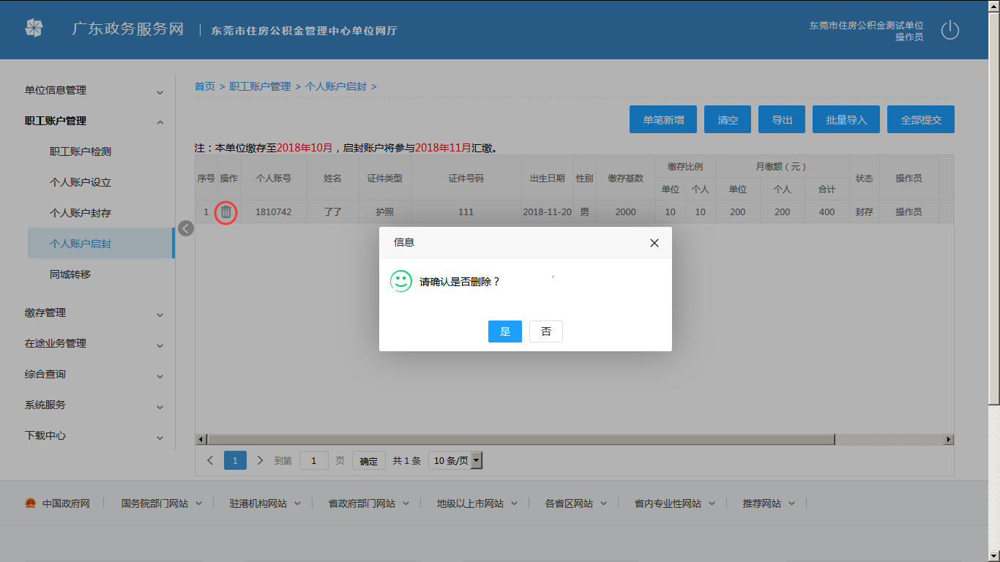 广东政务服务网 | 东莞市住房公积金管理中心单位网厅
东莞市住房公积金测试单位
操作员
单位信息管理
职工账户管理
职工账户检测
个人账户设立
个人账户封存
个人账户启封
同城转移
缴存管理
在途业务管理
综合查询
系统服务
下载中心
首页 > 职工账户管理 > 个人账户启封 >
单笔新增 清空 导出 批量导入 全部提交
注：本单位缴存至2018年10月，启封账户将参与2018年11月汇缴。
序号 操作 个人账号 姓名 证件类型 证件号码 出生日期 性别 缴存基数 缴存比例 月缴额（元） 状态 操作员
单位 个人 单位 个人 合计
1 1810742 了了 护照 111 2018-11-20 男 2000 10 10 200 200 400 封存 操作员
信息
请确认是否删除？
是 否
1 到第 1 页 确定 共 1 条 10 条/页
中国政府网 国务院部门网站 驻港机构网站 省政府部门网站 地级以上市网站 各省区网站 省内专业性网站 推荐网站